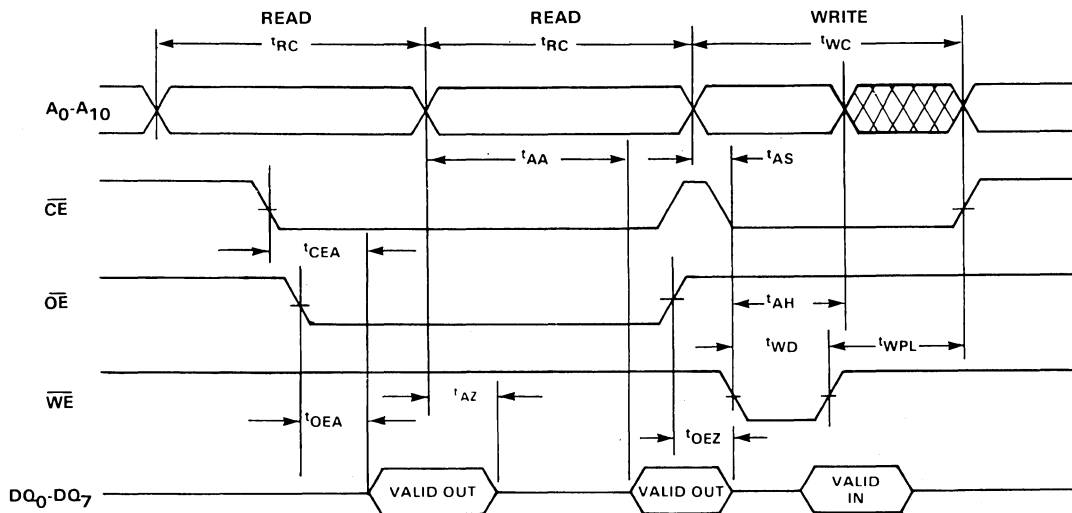 READ READ WRITE
tRC tRC tWC
A0-A10
tAA tAS
CE
tCEA
OE
tAH
tWD tWPL
WE
tAZ
tOEA
tOEZ
DQ0-DQ7 VALID OUT VALID OUT VALID IN